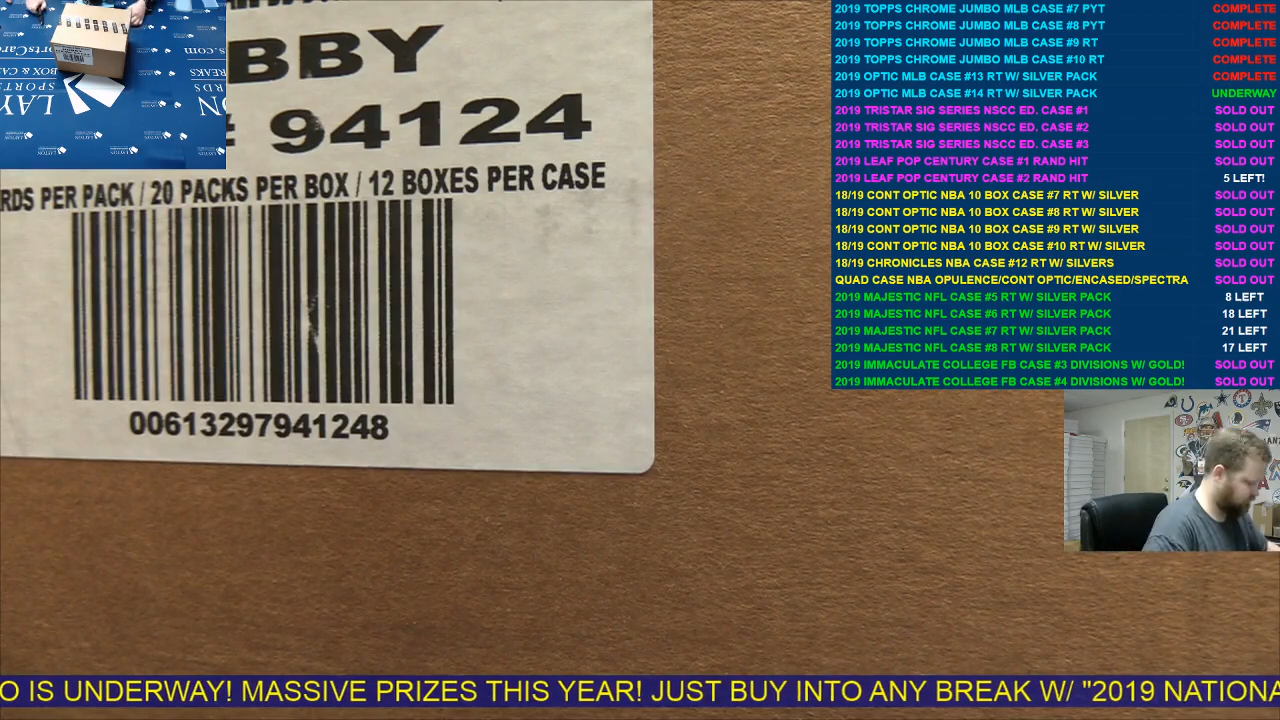 BBY
# 94124
RDS PER PACK / 20 PACKS PER BOX / 12 BOXES PER CASE
00613297941248
2019 TOPPS CHROME JUMBO MLB CASE #7 PYT COMPLETE
2019 TOPPS CHROME JUMBO MLB CASE #8 PYT COMPLETE
2019 TOPPS CHROME JUMBO MLB CASE #9 RT COMPLETE
2019 TOPPS CHROME JUMBO MLB CASE #10 RT COMPLETE
2019 OPTIC MLB CASE #13 RT W/ SILVER PACK COMPLETE
2019 OPTIC MLB CASE #14 RT W/ SILVER PACK UNDERWAY
2019 TRISTAR SIG SERIES NSCC ED. CASE #1 SOLD OUT
2019 TRISTAR SIG SERIES NSCC ED. CASE #2 SOLD OUT
2019 TRISTAR SIG SERIES NSCC ED. CASE #3 SOLD OUT
2019 LEAF POP CENTURY CASE #1 RAND HIT SOLD OUT
2019 LEAF POP CENTURY CASE #2 RAND HIT 5 LEFT!
18/19 CONT OPTIC NBA 10 BOX CASE #7 RT W/ SILVER SOLD OUT
18/19 CONT OPTIC NBA 10 BOX CASE #8 RT W/ SILVER SOLD OUT
18/19 CONT OPTIC NBA 10 BOX CASE #9 RT W/ SILVER SOLD OUT
18/19 CONT OPTIC NBA 10 BOX CASE #10 RT W/ SILVER SOLD OUT
18/19 CHRONICLES NBA CASE #12 RT W/ SILVERS SOLD OUT
QUAD CASE NBA OPULENCE/CONT OPTIC/ENCASED/SPECTRA SOLD OUT
2019 MAJESTIC NFL CASE #5 RT W/ SILVER PACK 8 LEFT
2019 MAJESTIC NFL CASE #6 RT W/ SILVER PACK 18 LEFT
2019 MAJESTIC NFL CASE #7 RT W/ SILVER PACK 21 LEFT
2019 MAJESTIC NFL CASE #8 RT W/ SILVER PACK 17 LEFT
2019 IMMACULATE COLLEGE FB CASE #3 DIVISIONS W/ GOLD! SOLD OUT
2019 IMMACULATE COLLEGE FB CASE #4 DIVISIONS W/ GOLD! SOLD OUT
O IS UNDERWAY! MASSIVE PRIZES THIS YEAR! JUST BUY INTO ANY BREAK W/ "2019 NATIONA